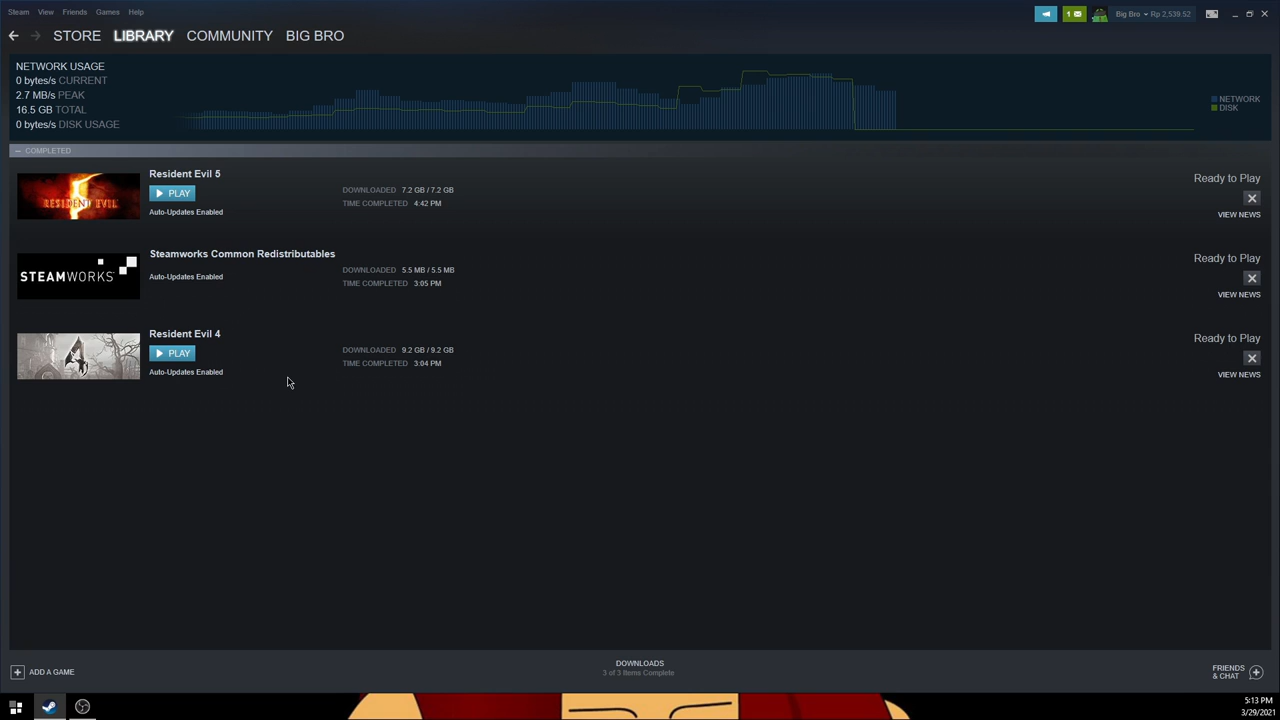 Steam View Friends Games Help
1 Big Bro Rp 2,539.52
STORE LIBRARY COMMUNITY BIG BRO
NETWORK USAGE
0 bytes/s CURRENT
2.7 MB/s PEAK
16.5 GB TOTAL
0 bytes/s DISK USAGE
NETWORK
DISK
COMPLETED
RESIDENT EVIL
Resident Evil 5
PLAY
Auto-Updates Enabled
DOWNLOADED 7.2 GB / 7.2 GB
TIME COMPLETED 4:42 PM
Ready to Play
VIEW NEWS
STEAMWORKS
Steamworks Common Redistributables
Auto-Updates Enabled
DOWNLOADED 5.5 MB / 5.5 MB
TIME COMPLETED 3:05 PM
Ready to Play
VIEW NEWS
4
Resident Evil 4
PLAY
Auto-Updates Enabled
DOWNLOADED 9.2 GB / 9.2 GB
TIME COMPLETED 3:04 PM
Ready to Play
VIEW NEWS
ADD A GAME
DOWNLOADS
3 of 3 Items Complete
FRIENDS
& CHAT
5:13 PM
3/29/2021